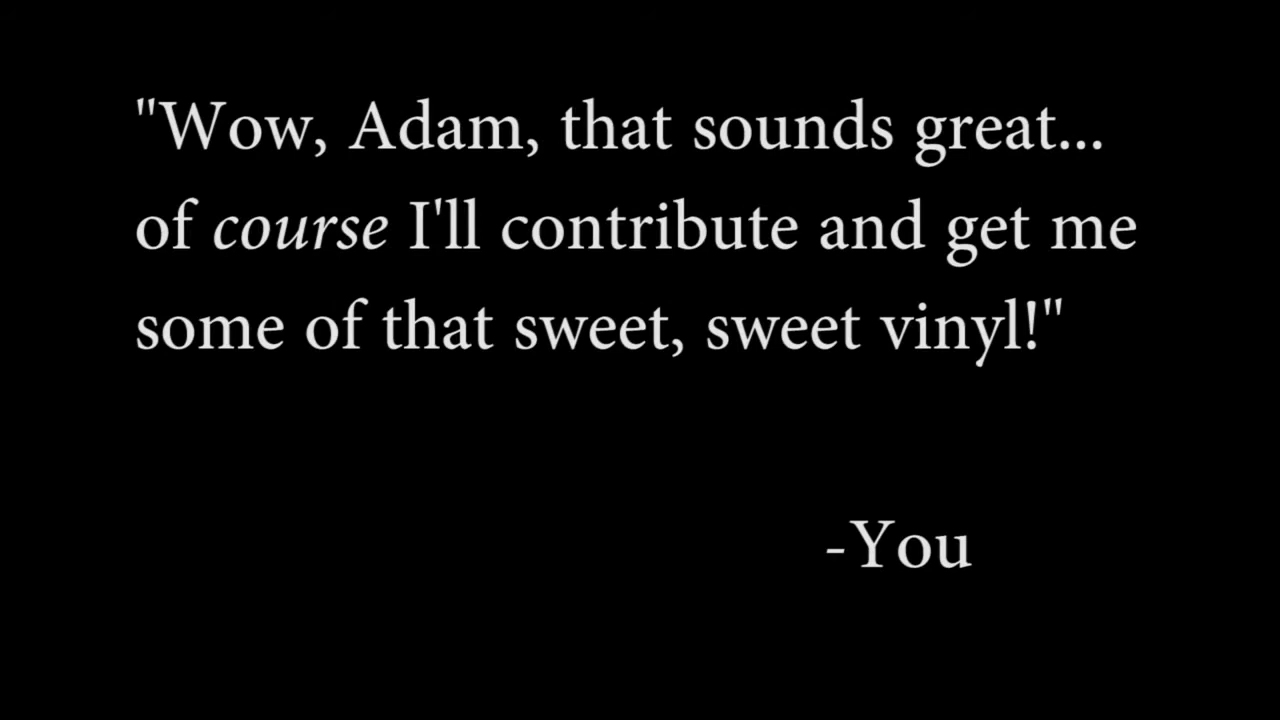 "Wow, Adam, that sounds great...
of course I'll contribute and get me
some of that sweet, sweet vinyl!"
-You